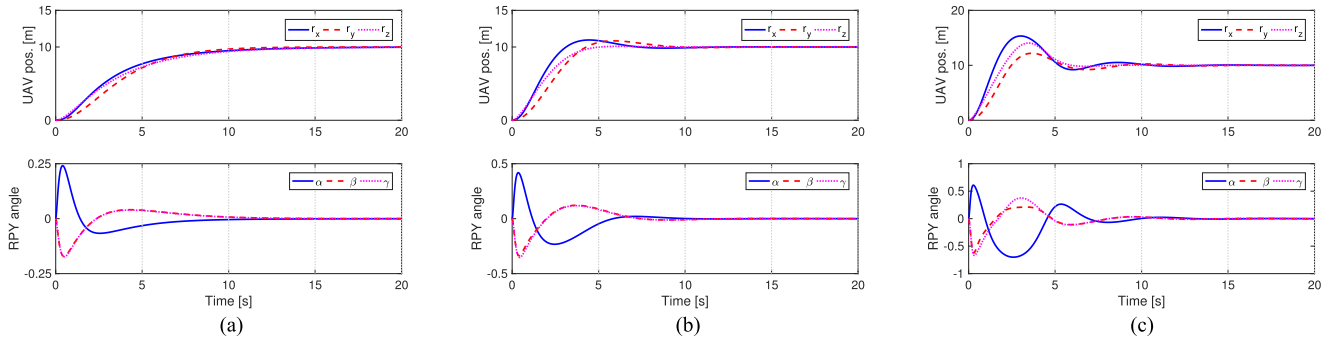 UAV pos. [m]
15
10
5
0
r_x r_y r_z
0 5 10 15 20
RPY angle
0.25
0
-0.25
α β γ
0 5 10 15 20
Time [s]
(a)
UAV pos. [m]
15
10
5
0
r_x r_y r_z
0 5 10 15 20
RPY angle
0.5
0
-0.5
α β γ
0 5 10 15 20
Time [s]
(b)
UAV pos. [m]
20
10
0
r_x r_y r_z
0 5 10 15 20
RPY angle
1
0.5
0
-0.5
-1
α β γ
0 5 10 15 20
Time [s]
(c)